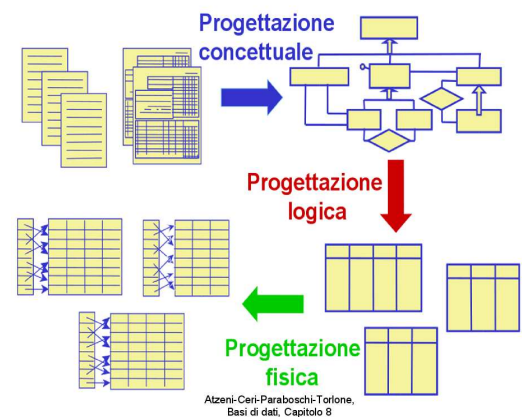 Progettazione
concettuale
Progettazione
logica
Progettazione
fisica
Atzeni-Ceri-Paraboschi-Torlone,
Basi di dati, Capitolo 8